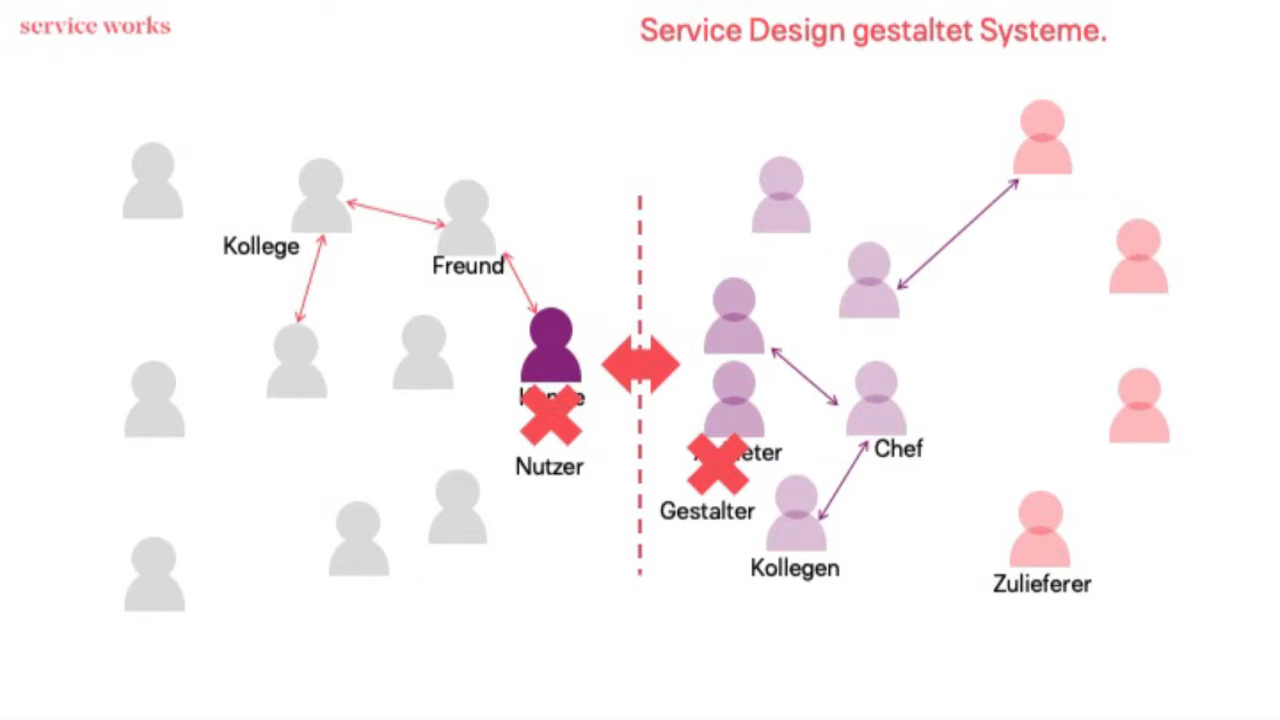 service works
Service Design gestaltet Systeme.
Kollege
Freund
Nutzer
Chef
Gestalter
Kollegen
Zulieferer